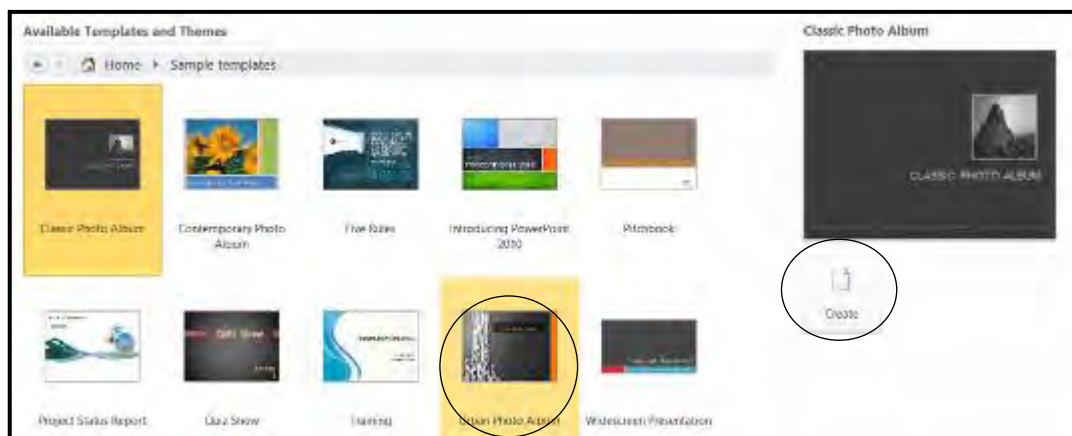 Available Templates and Themes
Home
Sample templates
Classic Photo Album
Contemporary Photo
Album
Five Rules
Introducing PowerPoint
2010
Pitchbook
Project Status Report
Quiz Show
Training
Urban Photo Album
Widescreen Presentation
Classic Photo Album
CLASSIC PHOTO ALBUM
Create